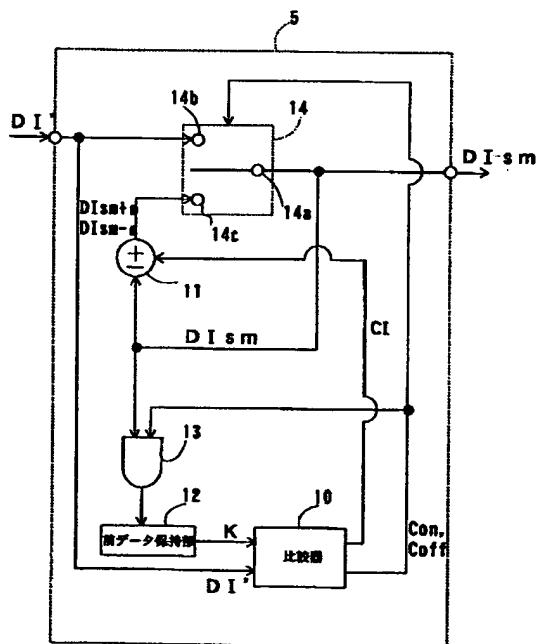 5
DI'
14b
14
DI-sm
14a
DIsm+α
DIsm-α
14c
11
CI
DIsm
13
12
10
前データ保持部
K
比較器
Con,
Coff
DI'